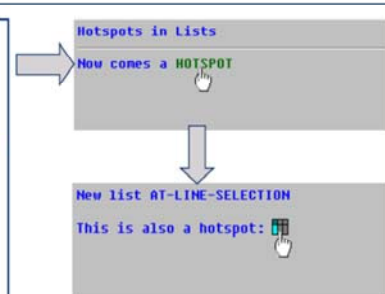 Hotspots in Lists
Now comes a HOTSPOT
New list AT-LINE-SELECTION
This is also a hotspot: